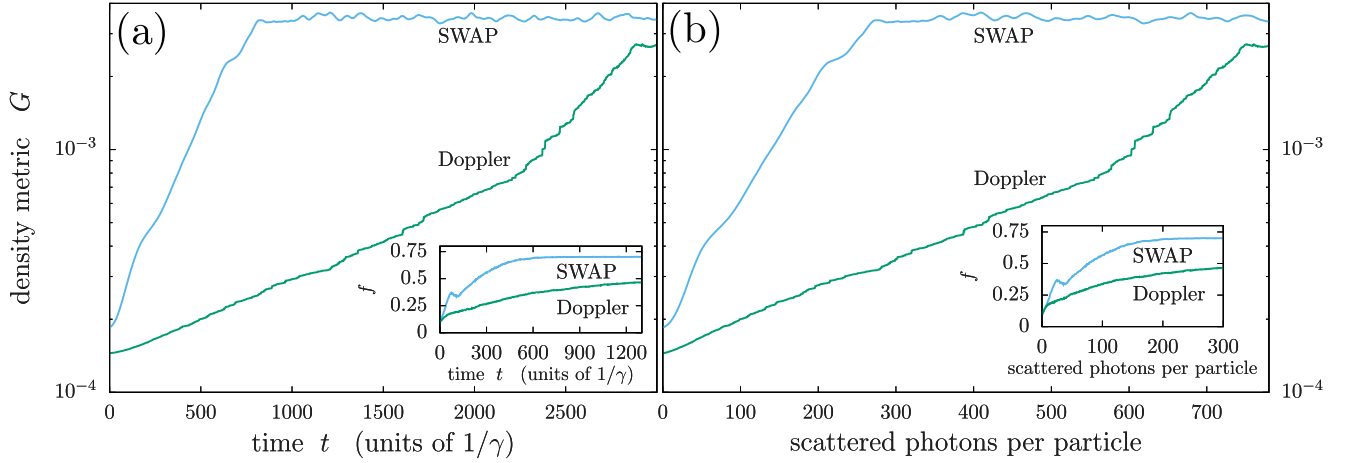 (a)
SWAP
Doppler
density metric G
10⁻³
10⁻⁴
0
500
1000
1500
2000
2500
time t (units of 1/γ)
f
0.75
0.5
0.25
0
SWAP
Doppler
0
300
600
900
1200
time t (units of 1/γ)
(b)
SWAP
Doppler
10⁻³
10⁻⁴
0
100
200
300
400
500
600
700
scattered photons per particle
f
0.75
0.5
0.25
0
SWAP
Doppler
0
100
200
300
scattered photons per particle